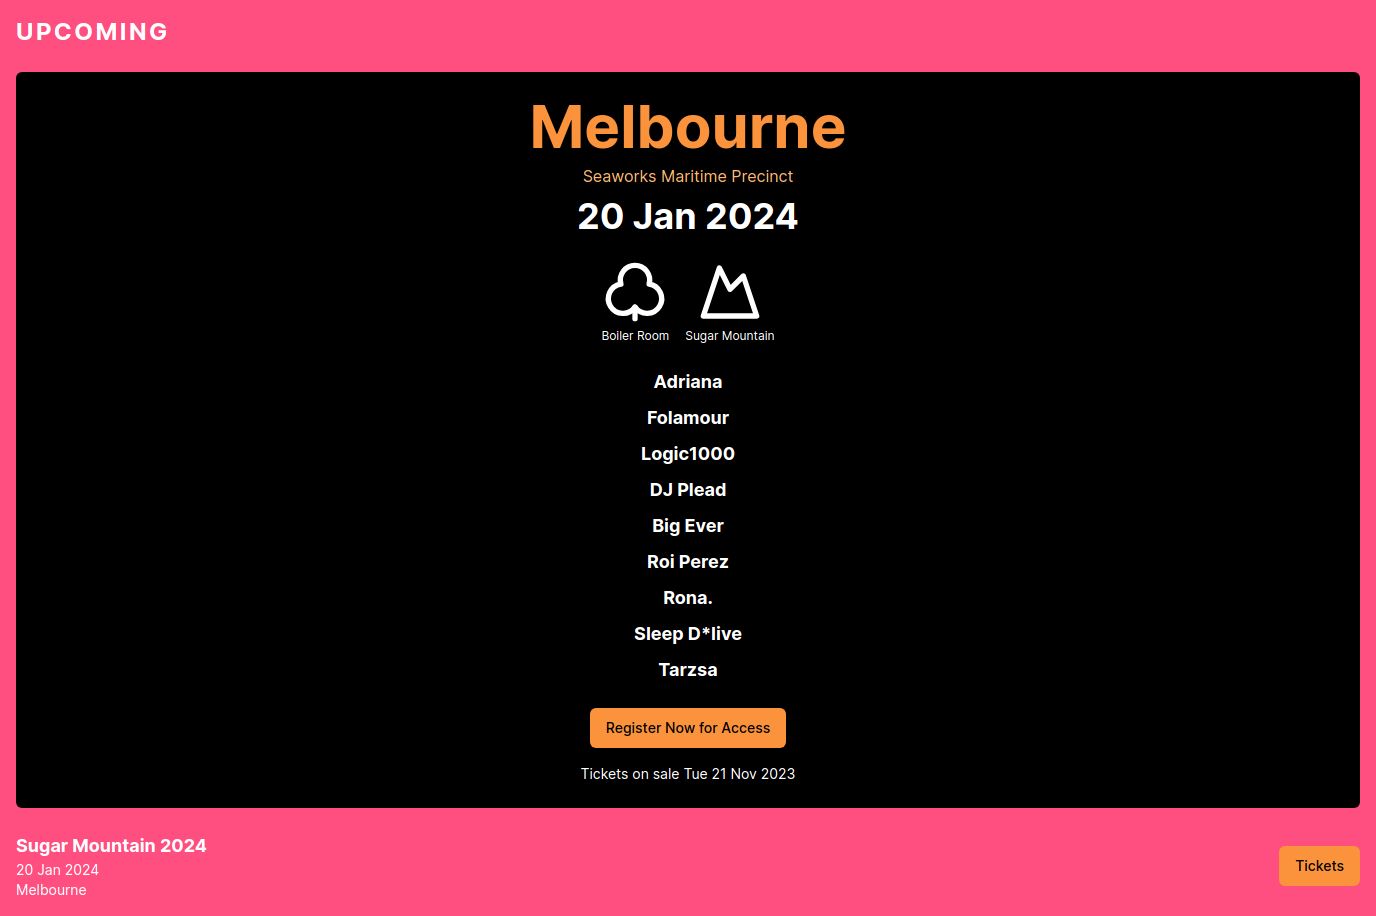 UPCOMING
Melbourne
Seaworks Maritime Precinct
20 Jan 2024
Boiler Room
Sugar Mountain
Adriana
Folamour
Logic1000
DJ Plead
Big Ever
Roi Perez
Rona.
Sleep D*live
Tarzsa
Register Now for Access
Tickets on sale Tue 21 Nov 2023
Sugar Mountain 2024
20 Jan 2024
Melbourne
Tickets